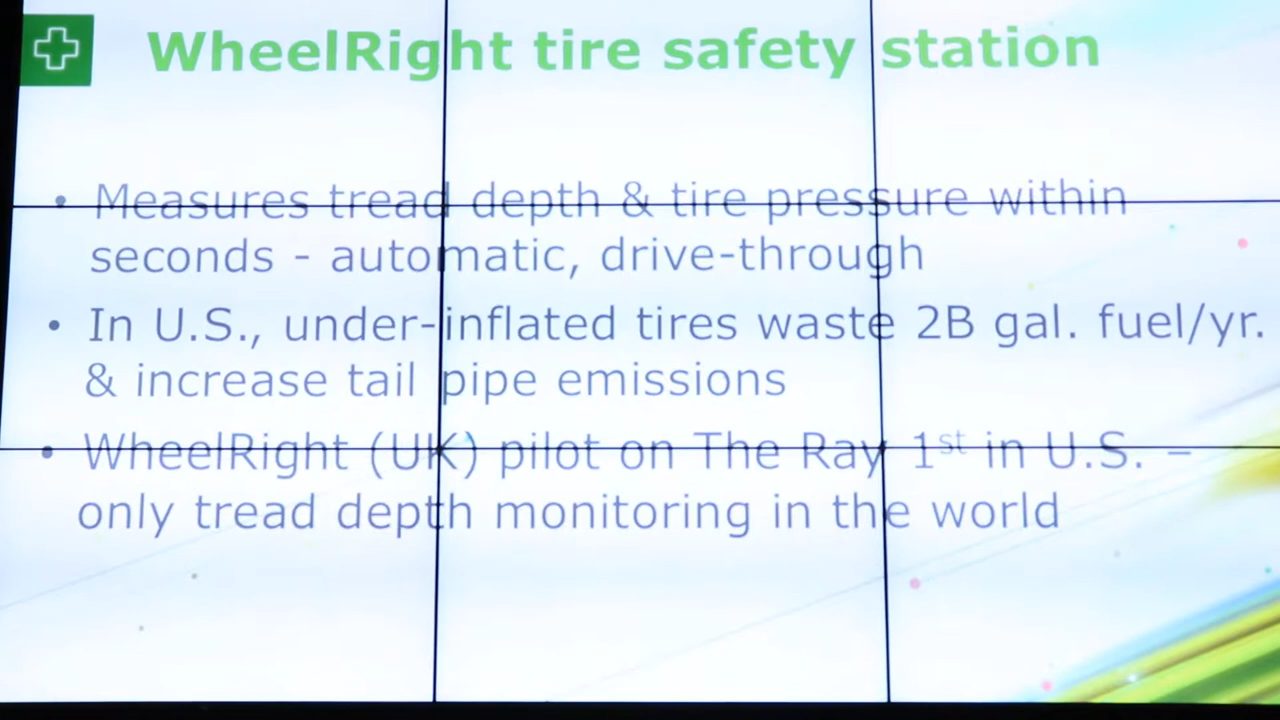 WheelRight tire safety station
• Measures tread depth & tire pressure within
seconds - automatic, drive-through
• In U.S., under-inflated tires waste 2B gal. fuel/yr.
& increase tail pipe emissions
• WheelRight (UK) pilot on The Ray 1st in U.S. –
only tread depth monitoring in the world